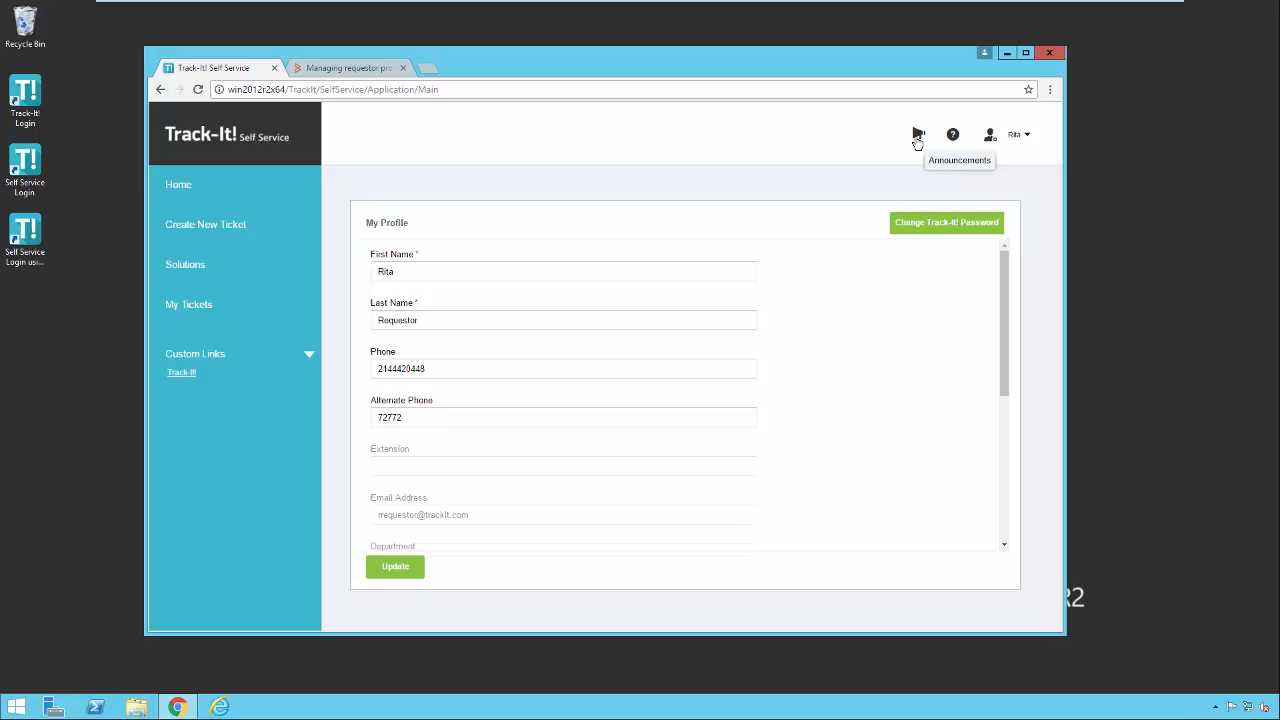 Recycle Bin
Track-It!
Login
Self Service
Login
Self Service
Login usi...
Track-It! Self Service
Managing requestor pro
win2012r2x64/TrackIt/SelfService/Application/Main
Track-It! Self Service
Rita
Announcements
Home
Create New Ticket
Solutions
My Tickets
Custom Links
Track-It!
My Profile
Change Track-It! Password
First Name *
Rita
Last Name *
Requestor
Phone
2144420448
Alternate Phone
72772
Extension
Email Address
rrequestor@trackit.com
Department
Update
R2